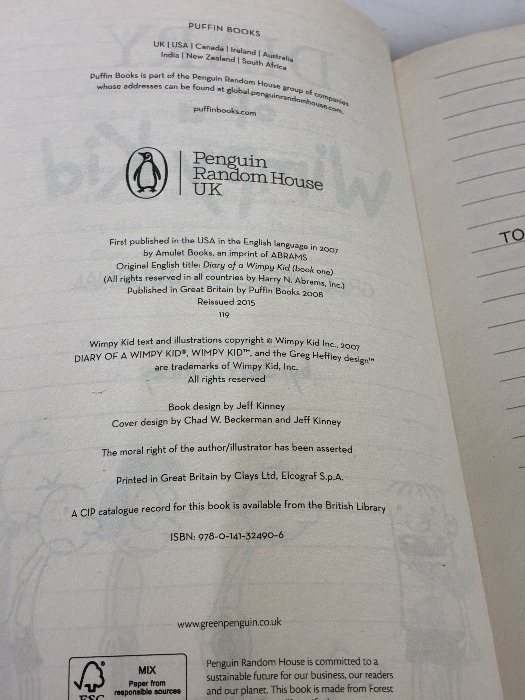 PUFFIN BOOKS
UK | USA | Canada | Ireland | Australia
India | New Zealand | South Africa
Puffin Books is part of the Penguin Random House group of companies
whose addresses can be found at global.penguinrandomhouse.com.
puffinbooks.com
Penguin
Random House
UK
First published in the USA in the English language in 2007
by Amulet Books, an imprint of ABRAMS
Original English title: Diary of a Wimpy Kid (book one)
(All rights reserved in all countries by Harry N. Abrams, Inc.)
Published in Great Britain by Puffin Books 2008
Reissued 2015
119
Wimpy Kid text and illustrations copyright © Wimpy Kid Inc., 2007
DIARY OF A WIMPY KID®, WIMPY KID™, and the Greg Heffley design™
are trademarks of Wimpy Kid, Inc.
All rights reserved
Book design by Jeff Kinney
Cover design by Chad W. Beckerman and Jeff Kinney
The moral right of the author/illustrator has been asserted
Printed in Great Britain by Clays Ltd, Elcograf S.p.A.
A CIP catalogue record for this book is available from the British Library
ISBN: 978-0-141-32490-6
www.greenpenguin.co.uk
MIX
Paper from
responsible sources
FSC
Penguin Random House is committed to a
sustainable future for our business, our readers
and our planet. This book is made from Forest
TO